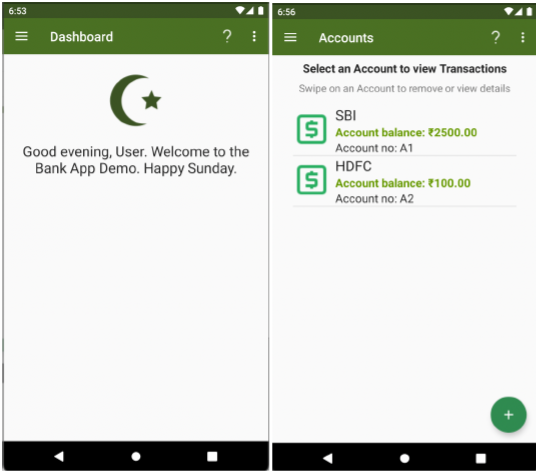 6:53
Dashboard
?
Good evening, User. Welcome to the
Bank App Demo. Happy Sunday.
6:56
Accounts
?
Select an Account to view Transactions
Swipe on an Account to remove or view details
SBI
Account balance: ₹2500.00
Account no: A1
HDFC
Account balance: ₹100.00
Account no: A2
+